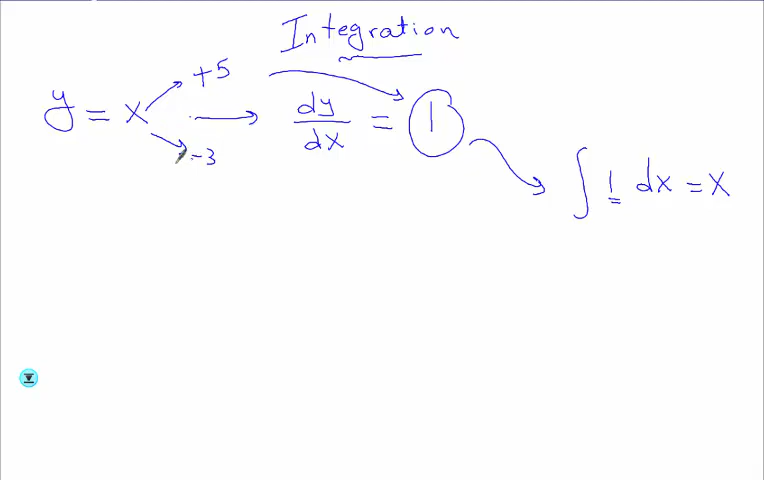 Integration
+5
y = x → dy/dx = 1
-3
∫ 1 dx = x